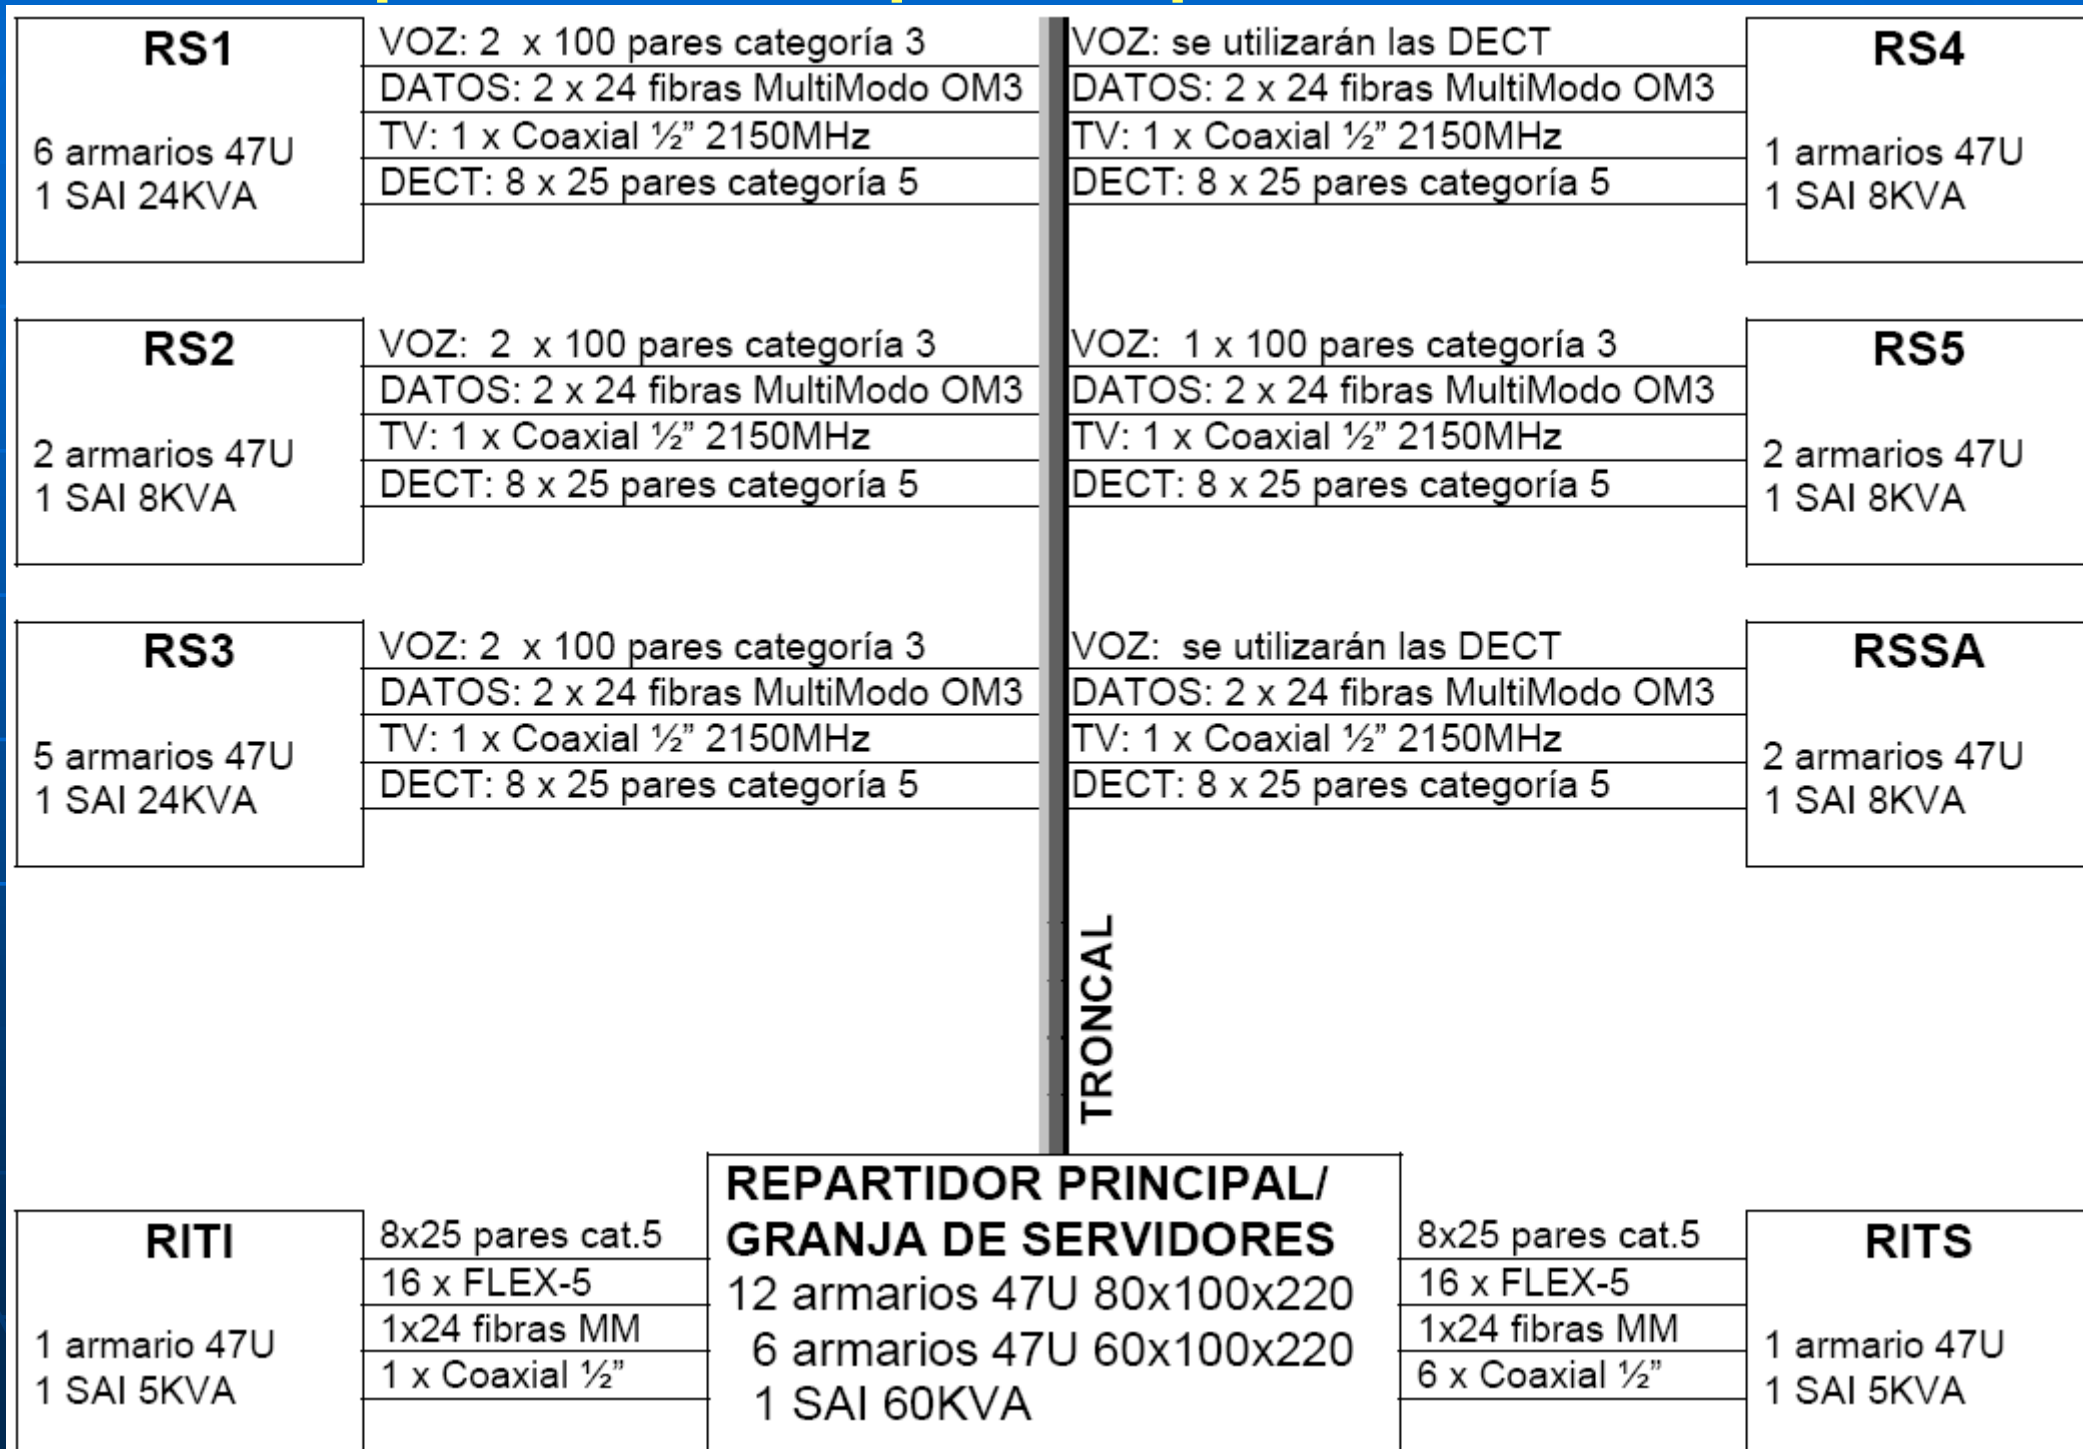 RS1
6 armarios 47U
1 SAI 24KVA
VOZ: 2 x 100 pares categoría 3
DATOS: 2 x 24 fibras MultiModo OM3
TV: 1 x Coaxial ½” 2150MHz
DECT: 8 x 25 pares categoría 5
VOZ: se utilizarán las DECT
DATOS: 2 x 24 fibras MultiModo OM3
TV: 1 x Coaxial ½” 2150MHz
DECT: 8 x 25 pares categoría 5
RS4
1 armarios 47U
1 SAI 8KVA
RS2
2 armarios 47U
1 SAI 8KVA
VOZ: 2 x 100 pares categoría 3
DATOS: 2 x 24 fibras MultiModo OM3
TV: 1 x Coaxial ½” 2150MHz
DECT: 8 x 25 pares categoría 5
VOZ: 1 x 100 pares categoría 3
DATOS: 2 x 24 fibras MultiModo OM3
TV: 1 x Coaxial ½” 2150MHz
DECT: 8 x 25 pares categoría 5
RS5
2 armarios 47U
1 SAI 8KVA
RS3
5 armarios 47U
1 SAI 24KVA
VOZ: 2 x 100 pares categoría 3
DATOS: 2 x 24 fibras MultiModo OM3
TV: 1 x Coaxial ½” 2150MHz
DECT: 8 x 25 pares categoría 5
VOZ: se utilizarán las DECT
DATOS: 2 x 24 fibras MultiModo OM3
TV: 1 x Coaxial ½” 2150MHz
DECT: 8 x 25 pares categoría 5
RSSA
2 armarios 47U
1 SAI 8KVA
TRONCAL
RITI
1 armario 47U
1 SAI 5KVA
8x25 pares cat.5
16 x FLEX-5
1x24 fibras MM
1 x Coaxial ½”
REPARTIDOR PRINCIPAL/
GRANJA DE SERVIDORES
12 armarios 47U 80x100x220
6 armarios 47U 60x100x220
1 SAI 60KVA
8x25 pares cat.5
16 x FLEX-5
1x24 fibras MM
6 x Coaxial ½”
RITS
1 armario 47U
1 SAI 5KVA